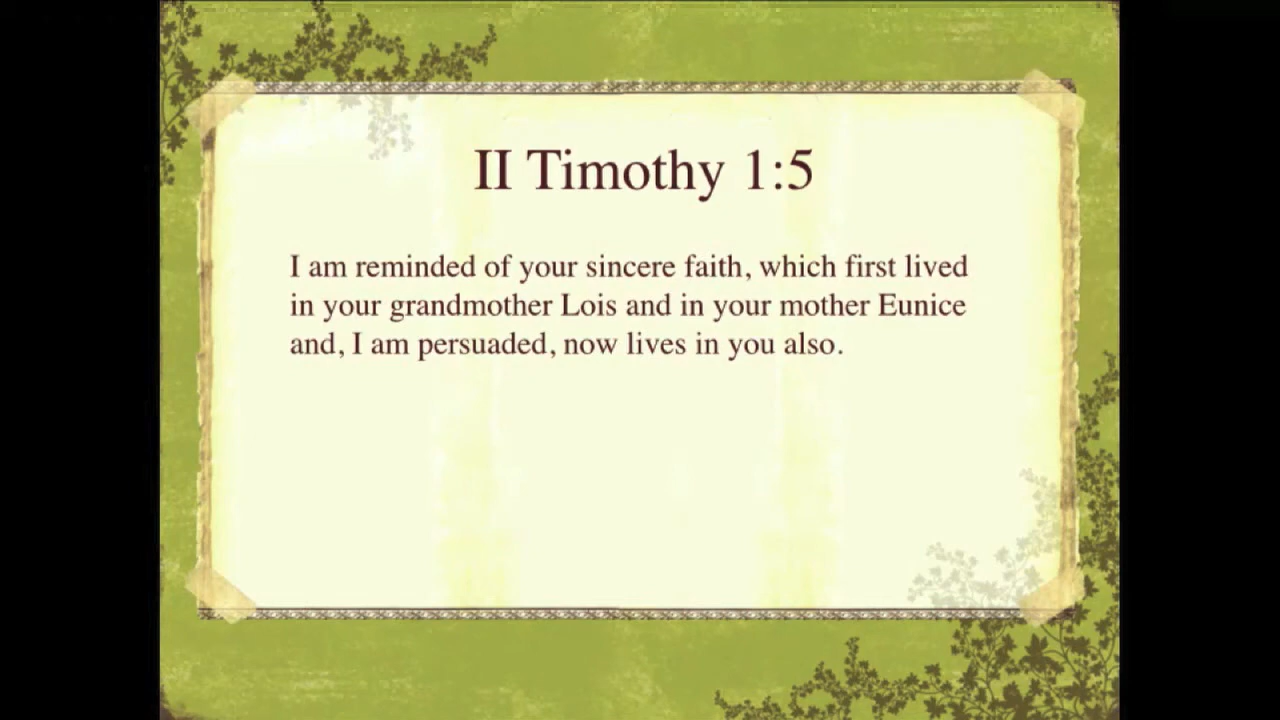 II Timothy 1:5
I am reminded of your sincere faith, which first lived
in your grandmother Lois and in your mother Eunice
and, I am persuaded, now lives in you also.